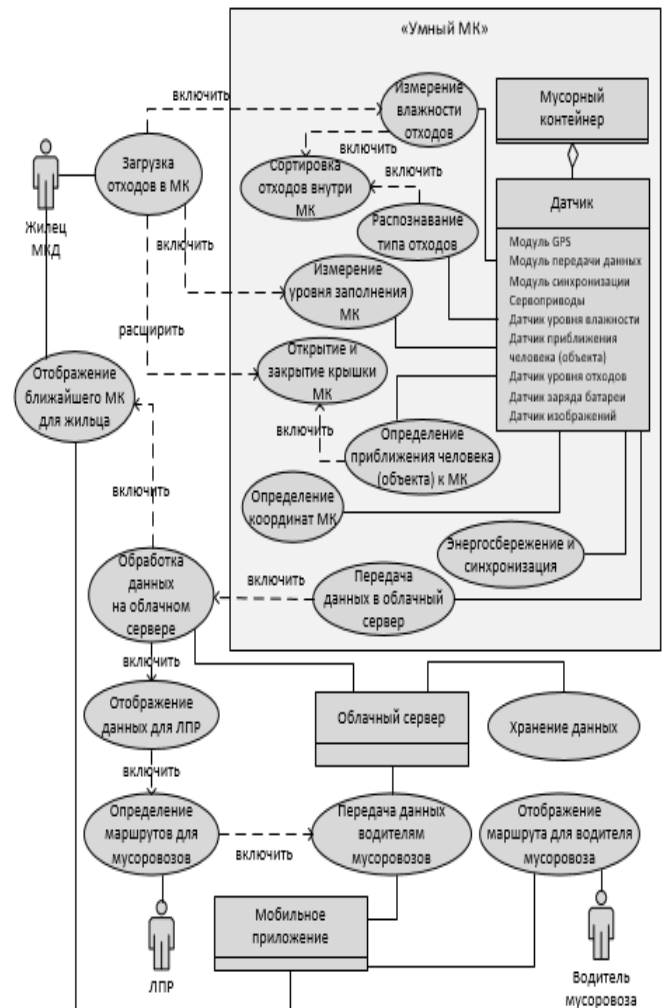 «Умный МК»
Измерение
влажности
отходов
Мусорный
контейнер
включить
включить
Загрузка
отходов в МК
Жилец
МКД
Сортировка
отходов внутри
МК
включить
Распознавание
типа отходов
Датчик
Модуль GPS
Модуль передачи данных
Модуль синхронизации
Сервоприводы
Датчик уровня влажности
Датчик приближения
человека (объекта)
Датчик уровня отходов
Датчик заряда батареи
Датчик изображений
включить
Измерение
уровня заполнения
МК
расширить
Открытие и
закрытие крышки
МК
Отображение
ближайшего МК
для жильца
включить
Определение
приближения человека
(объекта) к МК
включить
Определение
координат МК
Энергосбережение и
синхронизация
Обработка
данных
на облачном
сервере
включить
Передача
данных в облачный
сервер
включить
Отображение
данных для ЛПР
Облачный сервер
Хранение данных
включить
Определение
маршрутов для
мусоровозов
включить
Передача данных
водителям
мусоровозов
Отображение
маршрута для водителя
мусоровоза
ЛПР
Мобильное
приложение
Водитель
мусоровоза